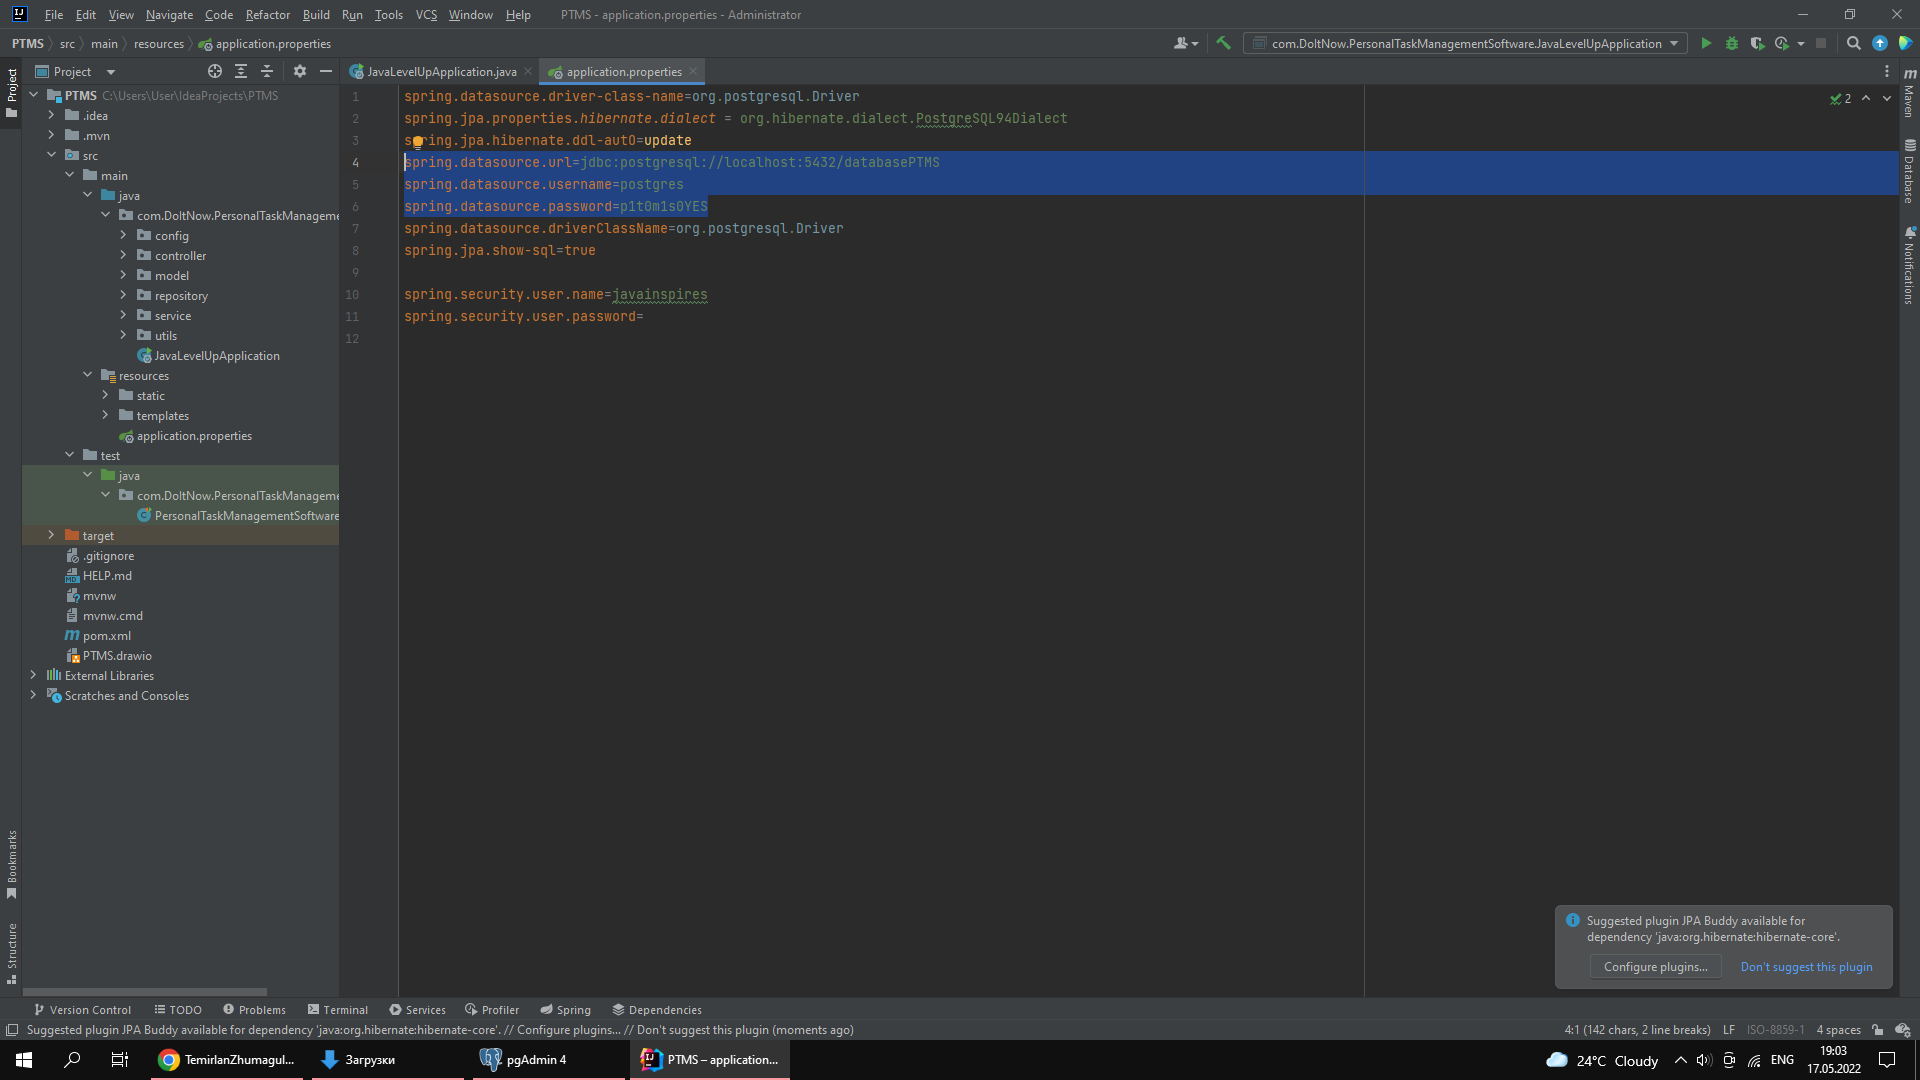 File Edit View Navigate Code Refactor Build Run Tools VCS Window Help PTMS - application.properties - Administrator
PTMS src main resources application.properties com.DoItNow.PersonalTaskManagementSoftware.JavaLevelUpApplication
Project
Project
JavaLevelUpApplication.java
application.properties
PTMS C:\Users\User\IdeaProjects\PTMS
.idea
.mvn
src
main
java
com.DoItNow.PersonalTaskManageme
config
controller
model
repository
service
utils
JavaLevelUpApplication
resources
static
templates
application.properties
test
java
com.DoItNow.PersonalTaskManageme
PersonalTaskManagementSoftware
target
.gitignore
HELP.md
mvnw
mvnw.cmd
pom.xml
PTMS.drawio
External Libraries
Scratches and Consoles
1 spring.datasource.driver-class-name=org.postgresql.Driver
2 spring.jpa.properties.hibernate.dialect = org.hibernate.dialect.PostgreSQL94Dialect
3 spring.jpa.hibernate.ddl-autO=update
4 spring.datasource.url=jdbc:postgresql://localhost:5432/databasePTMS
5 spring.datasource.username=postgres
6 spring.datasource.password=p1t0m1s0YES
7 spring.datasource.driverClassName=org.postgresql.Driver
8 spring.jpa.show-sql=true
9
10 spring.security.user.name=javainspires
11 spring.security.user.password=
12
2
Maven
Database
Notifications
Bookmarks
Structure
Suggested plugin JPA Buddy available for
dependency 'java:org.hibernate:hibernate-core'.
Configure plugins... Don't suggest this plugin
Version Control TODO Problems Terminal Services Profiler Spring Dependencies
Suggested plugin JPA Buddy available for dependency 'java:org.hibernate:hibernate-core'. // Configure plugins... // Don't suggest this plugin (moments ago) 4:1 (142 chars, 2 line breaks) LF ISO-8859-1 4 spaces
TemirlanZhumagul... Загрузки pgAdmin 4 PTMS – application... 24°C Cloudy ENG
19:03
17.05.2022